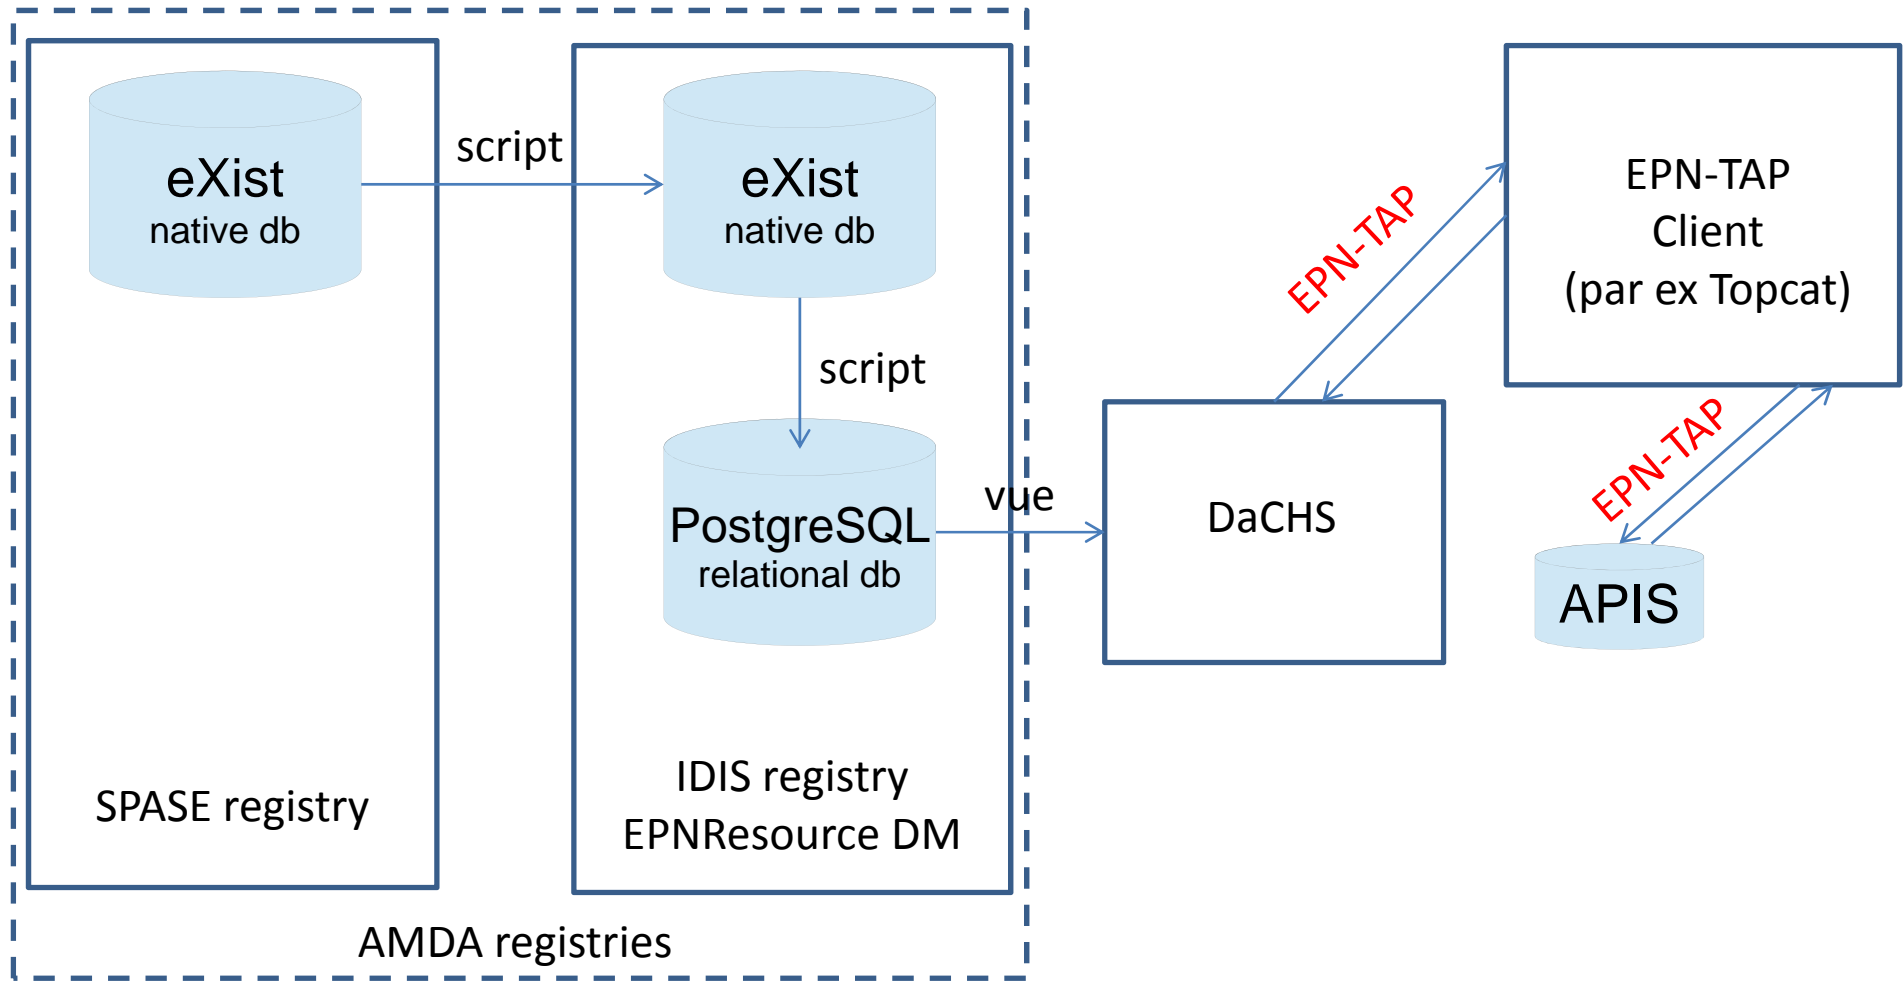 eXist
native db
script
eXist
native db
script
PostgreSQL
relational db
vue
SPASE registry
IDIS registry
EPNResource DM
AMDA registries
DaCHS
EPN-TAP
EPN-TAP
Client
(par ex Topcat)
EPN-TAP
APIS